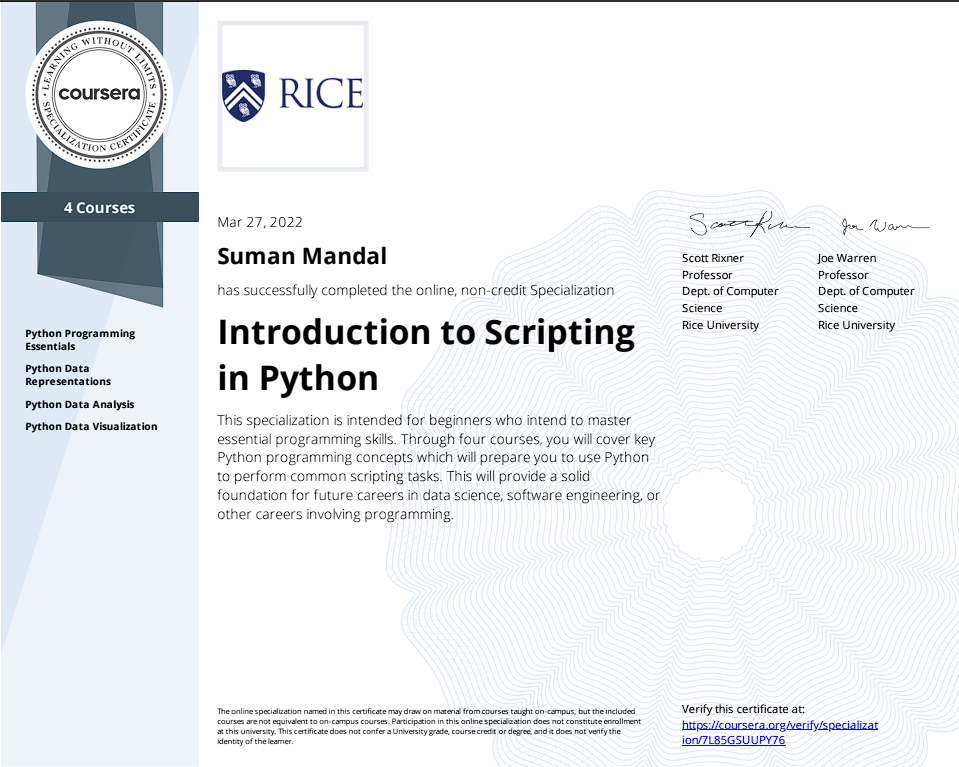 LEARNING WITHOUT LIMITS
coursera
SPECIALIZATION CERTIFICATE
4 Courses
Python Programming
Essentials
Python Data
Representations
Python Data Analysis
Python Data Visualization
RICE
Mar 27, 2022
Suman Mandal
has successfully completed the online, non-credit Specialization
Introduction to Scripting
in Python
This specialization is intended for beginners who intend to master
essential programming skills. Through four courses, you will cover key
Python programming concepts which will prepare you to use Python
to perform common scripting tasks. This will provide a solid
foundation for future careers in data science, software engineering, or
other careers involving programming.
Scott Rixner
Professor
Dept. of Computer
Science
Rice University
Joe Warren
Professor
Dept. of Computer
Science
Rice University
The online specialization named in this certificate may draw on material from courses taught on-campus, but the included
courses are not equivalent to on-campus courses. Participation in this online specialization does not constitute enrollment
at this university. This certificate does not confer a University grade, course credit or degree, and it does not verify the
identity of the learner.
Verify this certificate at:
https://coursera.org/verify/specializat
ion/7L85GSUUPY76